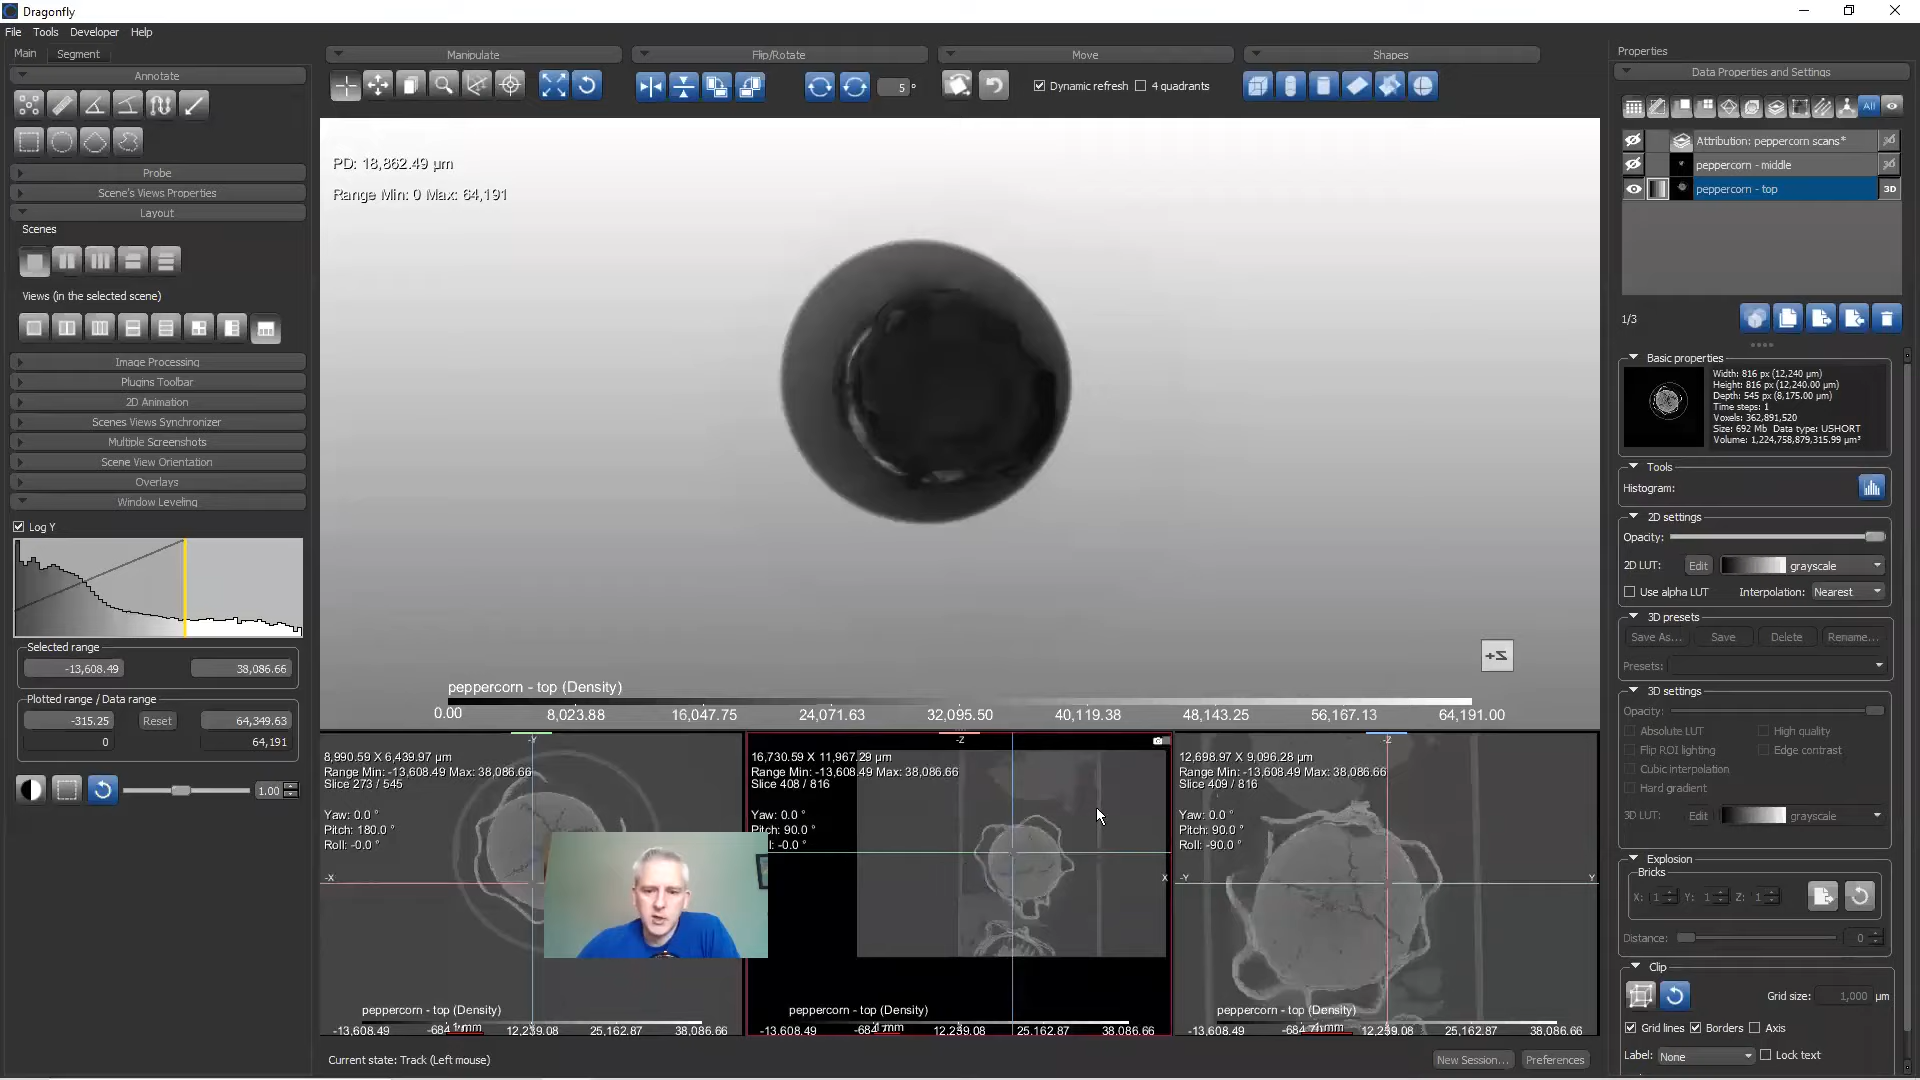 Dragonfly
File Tools Developer Help
Main Segment
Annotate
Probe
Scene's Views Properties
Layout
Scenes
Views (in the selected scene)
Image Processing
Plugins Toolbar
2D Animation
Scenes Views Synchronizer
Multiple Screenshots
Scene View Orientation
Overlays
Window Leveling
Log Y
Selected range
-13,608.49 38,086.66
Plotted range / Data range
-315.25 Reset 64,349.63
0 64,191
1.00
Manipulate Flip/Rotate Move Shapes
5 ° Dynamic refresh 4 quadrants
PD: 18,862.49 µm
Range Min: 0 Max: 64,191
+Z
peppercorn - top (Density)
0.00 8,023.88 16,047.75 24,071.63 32,095.50 40,119.38 48,143.25 56,167.13 64,191.00
-Y
8,990.59 X 6,439.97 µm
Range Min: -13,608.49 Max: 38,086.66
Slice 273 / 545
Yaw: 0.0 °
Pitch: 180.0 °
Roll: -0.0 °
-X
peppercorn - top (Density)
-13,608.49 1 mm 12,239.08 25,162.87 38,086.66
-Z
16,730.59 X 11,967.29 µm
Range Min: -13,608.49 Max: 38,086.66
Slice 408 / 816
Yaw: 0.0 °
Pitch: 90.0 °
-0.0 °
X
peppercorn - top (Density)
-13,608.49 12,239.08 25,162.87 38,086.66
-Z
12,698.97 X 9,096.28 µm
Range Min: -13,608.49 Max: 38,086.66
Slice 409 / 816
Yaw: 0.0 °
Pitch: 90.0 °
Roll: -90.0 °
-Y Y
peppercorn - top (Density)
-13,608.49 12,239.08 25,162.87 38,086.66
Current state: Track (Left mouse) New Session... Preferences
Properties
Data Properties and Settings
All
Attribution: peppercorn scans*
peppercorn - middle
peppercorn - top 3D
1/3
Basic properties
Width: 816 px (12,240 µm)
Height: 816 px (12,240.00 µm)
Depth: 545 px (8,175.00 µm)
Time steps: 1
Voxels: 362,891,520
Size: 692 Mb Data type: USHORT
Volume: 1,224,758,879,315.99 µm³
Tools
Histogram:
2D settings
Opacity:
2D LUT: Edit grayscale
Use alpha LUT Interpolation: Nearest
3D presets
Save As... Save Delete Rename...
Presets:
3D settings
Opacity:
Absolute LUT High quality
Flip ROI lighting Edge contrast
Cubic interpolation
Hard gradient
3D LUT: Edit grayscale
Explosion
Bricks
X: 1 Y: 1 Z: 1
Distance: 0
Clip
Grid size: 1,000 µm
Grid lines Borders Axis
Label: None Lock text